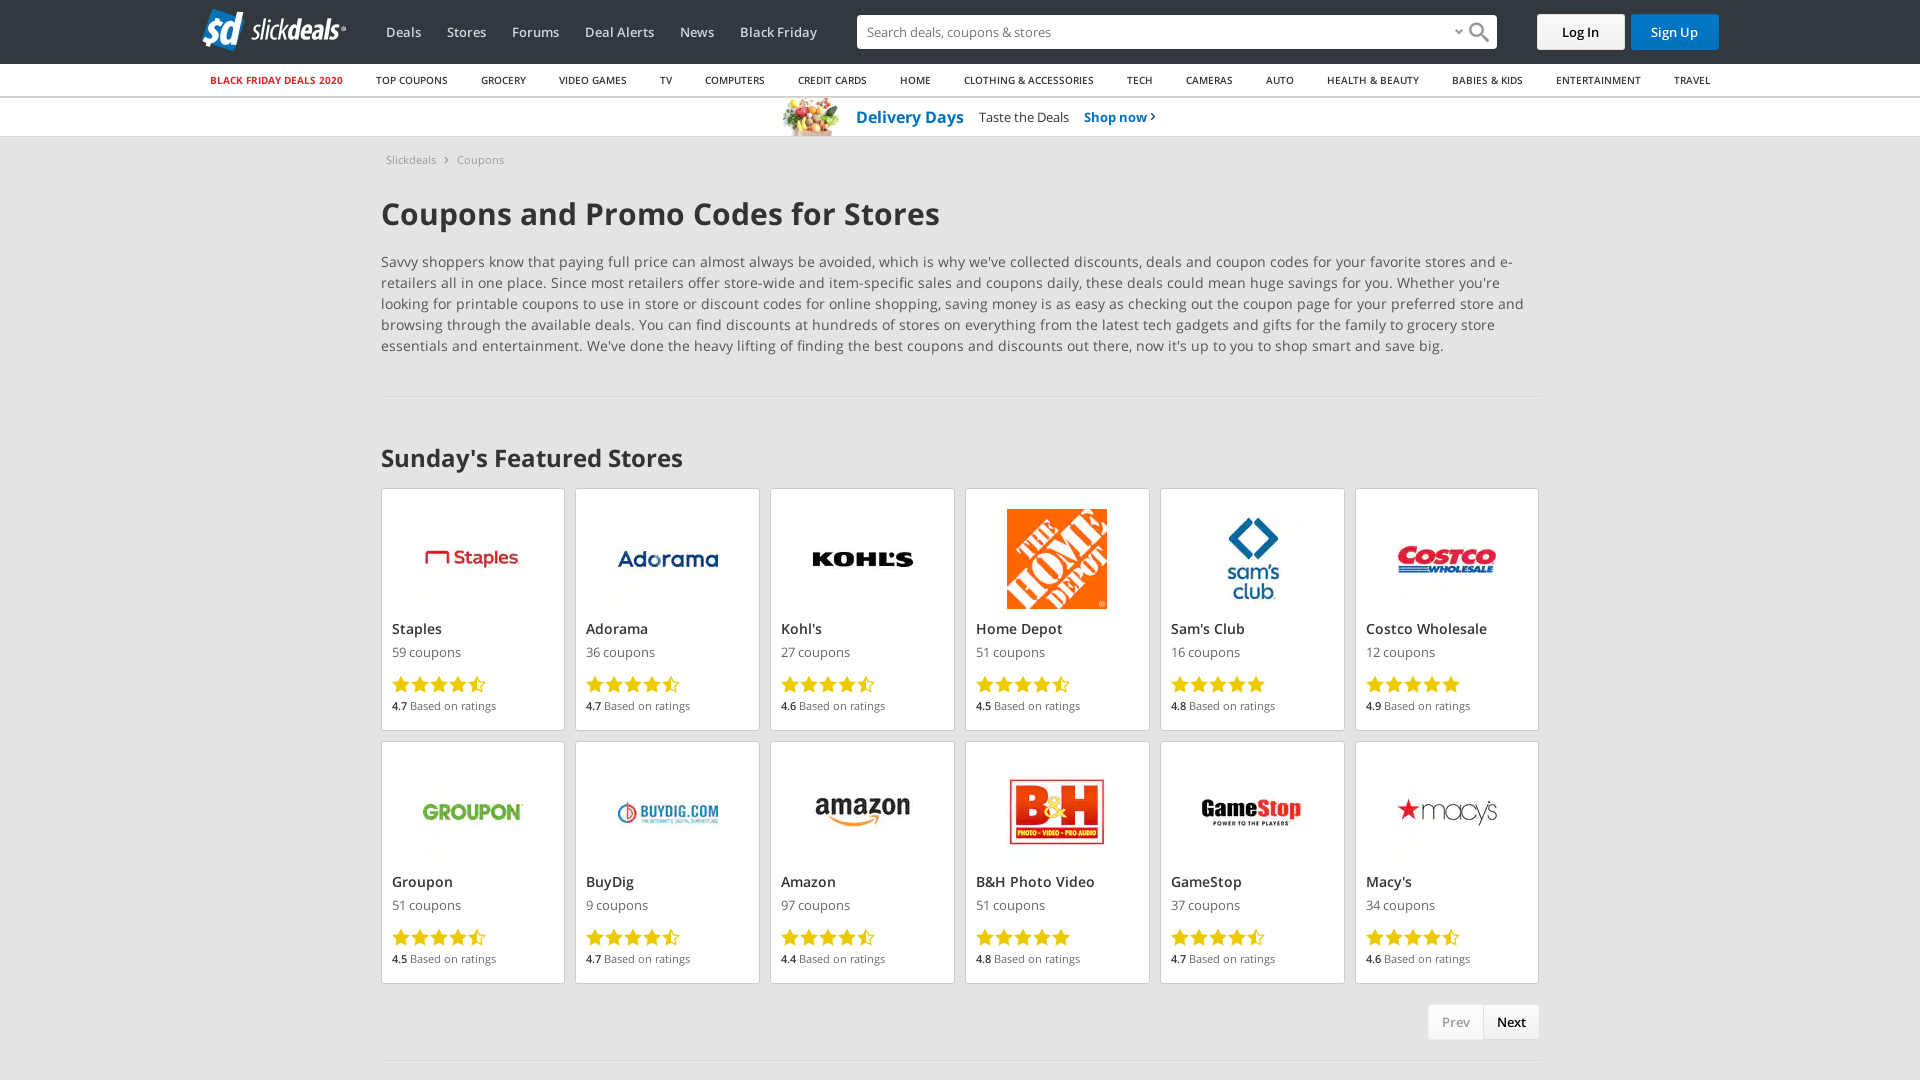 sd slickdeals
Deals Stores Forums Deal Alerts News Black Friday
Search deals, coupons & stores
Log In Sign Up
BLACK FRIDAY DEALS 2020 TOP COUPONS GROCERY VIDEO GAMES TV COMPUTERS CREDIT CARDS HOME CLOTHING & ACCESSORIES TECH CAMERAS AUTO HEALTH & BEAUTY BABIES & KIDS ENTERTAINMENT TRAVEL
Delivery Days Taste the Deals Shop now
Slickdeals › Coupons
Coupons and Promo Codes for Stores
Savvy shoppers know that paying full price can almost always be avoided, which is why we've collected discounts, deals and coupon codes for your favorite stores and e-
retailers all in one place. Since most retailers offer store-wide and item-specific sales and coupons daily, these deals could mean huge savings for you. Whether you're
looking for printable coupons to use in store or discount codes for online shopping, saving money is as easy as checking out the coupon page for your preferred store and
browsing through the available deals. You can find discounts at hundreds of stores on everything from the latest tech gadgets and gifts for the family to grocery store
essentials and entertainment. We've done the heavy lifting of finding the best coupons and discounts out there, now it's up to you to shop smart and save big.
Sunday's Featured Stores
Staples
Staples
59 coupons
4.7 Based on ratings
Adorama
Adorama
36 coupons
4.7 Based on ratings
KOHL'S
Kohl's
27 coupons
4.6 Based on ratings
THE
HOME
DEPOT
Home Depot
51 coupons
4.5 Based on ratings
sam's
club
Sam's Club
16 coupons
4.8 Based on ratings
COSTCO
WHOLESALE
Costco Wholesale
12 coupons
4.9 Based on ratings
GROUPON
Groupon
51 coupons
4.5 Based on ratings
BUYDIG.COM
THE INTERNET'S DIGITAL SUPERSTORE
BuyDig
9 coupons
4.7 Based on ratings
amazon
Amazon
97 coupons
4.4 Based on ratings
B&H
PHOTO - VIDEO - PRO AUDIO
B&H Photo Video
51 coupons
4.8 Based on ratings
GameStop
POWER TO THE PLAYERS
GameStop
37 coupons
4.7 Based on ratings
macy's
Macy's
34 coupons
4.6 Based on ratings
Prev Next